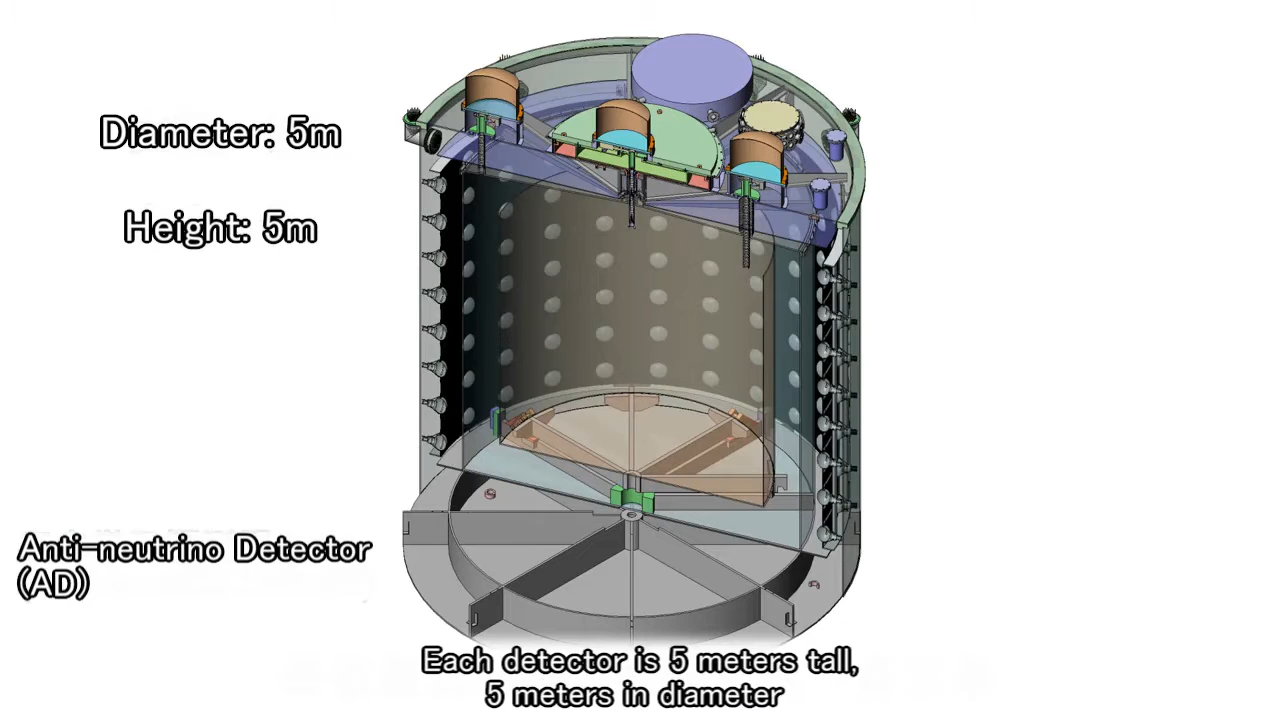 Diameter: 5m
Height: 5m
Anti-neutrino Detector
(AD)
Each detector is 5 meters tall,
5 meters in diameter